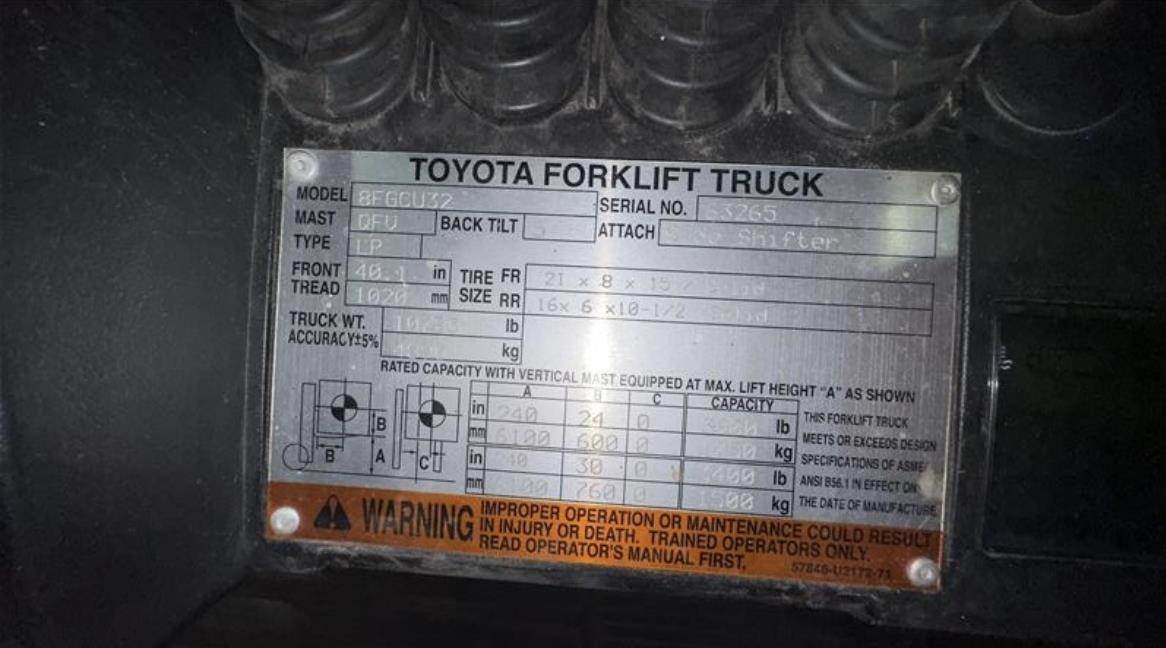 TOYOTA FORKLIFT TRUCK
MODEL 8FGCU32 SERIAL NO. 53265
MAST QFV BACK TILT ATTACH Shifter
TYPE LP
FRONT TREAD 40.1 in 1020 mm
TIRE SIZE FR 21 x 8 x 15
RR 16x 6 x10-1/2 Solid
TRUCK WT. lb
ACCURACY±5% kg
RATED CAPACITY WITH VERTICAL MAST EQUIPPED AT MAX. LIFT HEIGHT "A" AS SHOWN
A B C CAPACITY
in 240 24 0 lb
mm 6100 600 0 kg
in 30 0 lb
mm 6100 760 0 1500 kg
B A B C
THIS FORKLIFT TRUCK
MEETS OR EXCEEDS DESIGN
SPECIFICATIONS OF ASME/
ANSI B56.1 IN EFFECT ON
THE DATE OF MANUFACTURE.
WARNING
IMPROPER OPERATION OR MAINTENANCE COULD RESULT
IN INJURY OR DEATH. TRAINED OPERATORS ONLY.
READ OPERATOR'S MANUAL FIRST,
57848-U2172-71